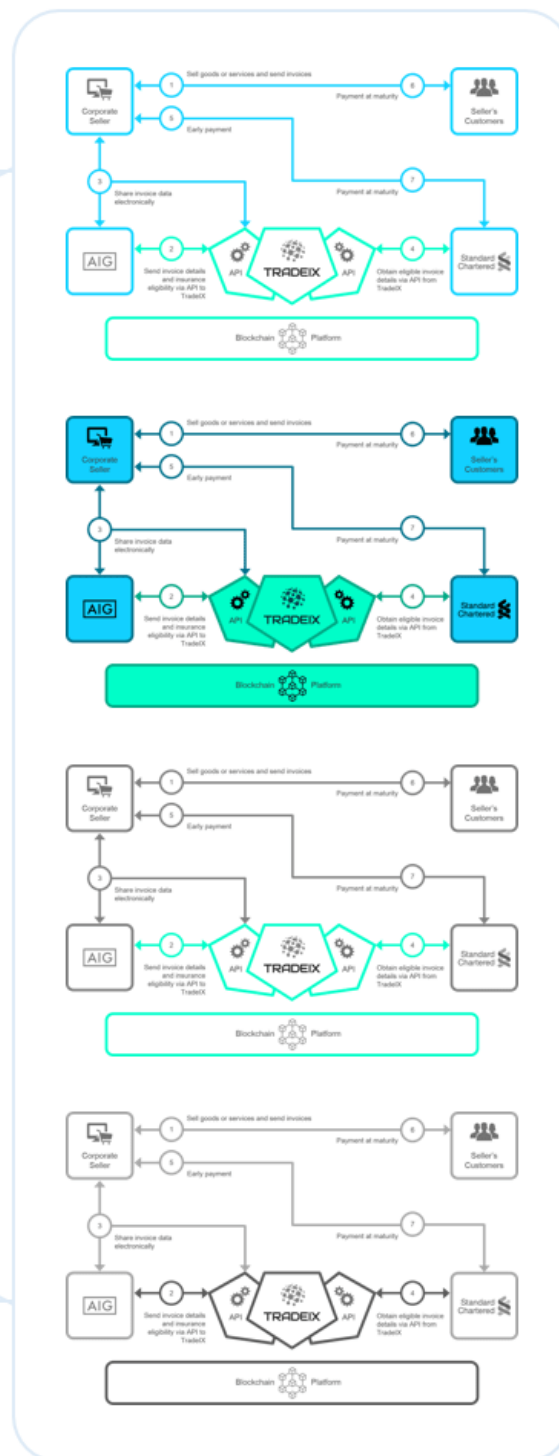 1 Sell goods or services and send invoices 6
Corporate
Seller
Payment at maturity
Seller's
Customers
5
Early payment
7
Payment at maturity
3
Share invoice data
electronically
AIG
2
Send invoice details
and insurance
eligibility via API to
TradeIX
API
TRADEIX
API
4
Obtain eligible invoice
details via API from
TradeIX
Standard
Chartered
Blockchain Platform
1 Sell goods or services and send invoices 6
Corporate
Seller
Payment at maturity
Seller's
Customers
5
Early payment
7
Payment at maturity
3
Share invoice data
electronically
AIG
2
Send invoice details
and insurance
eligibility via API to
TradeIX
API
TRADEIX
API
4
Obtain eligible invoice
details via API from
TradeIX
Standard
Chartered
Blockchain Platform
1 Sell goods or services and send invoices 6
Corporate
Seller
Payment at maturity
Seller's
Customers
5
Early payment
7
Payment at maturity
3
Share invoice data
electronically
AIG
2
Send invoice details
and insurance
eligibility via API to
TradeIX
API
TRADEIX
API
4
Obtain eligible invoice
details via API from
TradeIX
Standard
Chartered
Blockchain Platform
1 Sell goods or services and send invoices 6
Corporate
Seller
Payment at maturity
Seller's
Customers
5
Early payment
7
Payment at maturity
3
Share invoice data
electronically
AIG
2
Send invoice details
and insurance
eligibility via API to
TradeIX
API
TRADEIX
API
4
Obtain eligible invoice
details via API from
TradeIX
Standard
Chartered
Blockchain Platform